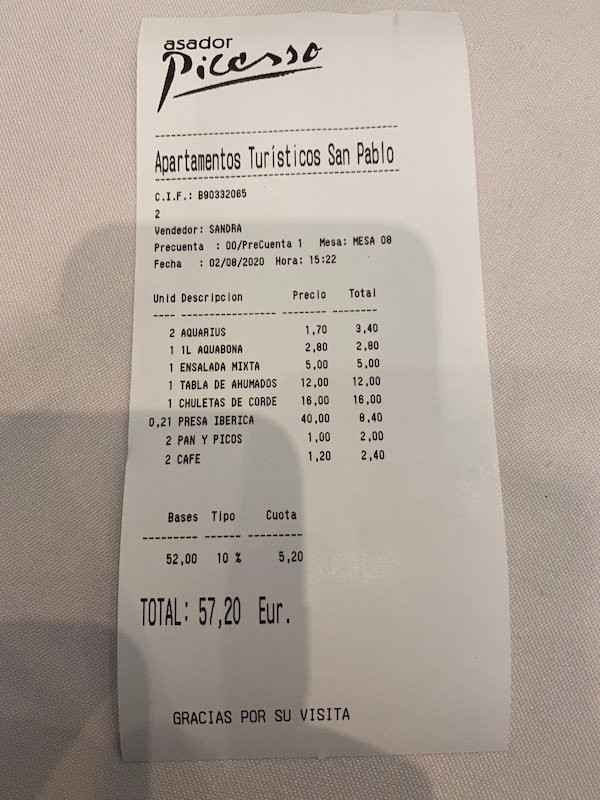 asador
Picasso
Apartamentos Turísticos San Pablo
C.I.F.: B90332065
2
Vendedor: SANDRA
Precuenta : 00/PreCuenta 1 Mesa: MESA 08
Fecha : 02/08/2020 Hora: 15:22
Unid Descripcion Precio Total
2 AQUARIUS 1,70 3,40
1 1L AQUABONA 2,80 2,80
1 ENSALADA MIXTA 5,00 5,00
1 TABLA DE AHUMADOS 12,00 12,00
1 CHULETAS DE CORDE 16,00 16,00
0,21 PRESA IBERICA 40,00 8,40
2 PAN Y PICOS 1,00 2,00
2 CAFE 1,20 2,40
Bases Tipo Cuota
52,00 10 % 5,20
TOTAL: 57,20 Eur.
GRACIAS POR SU VISITA